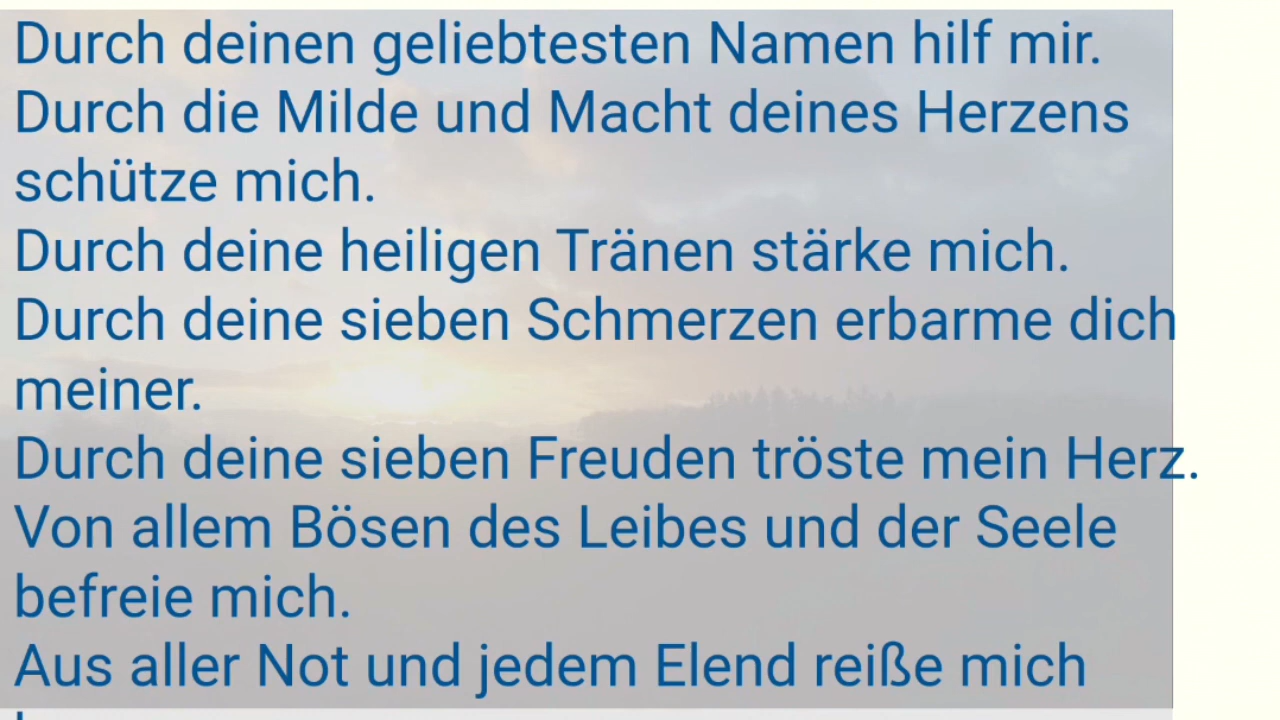 Durch deinen geliebtesten Namen hilf mir.
Durch die Milde und Macht deines Herzens
schütze mich.
Durch deine heiligen Tränen stärke mich.
Durch deine sieben Schmerzen erbarme dich
meiner.
Durch deine sieben Freuden tröste mein Herz.
Von allem Bösen des Leibes und der Seele
befreie mich.
Aus aller Not und jedem Elend reiße mich